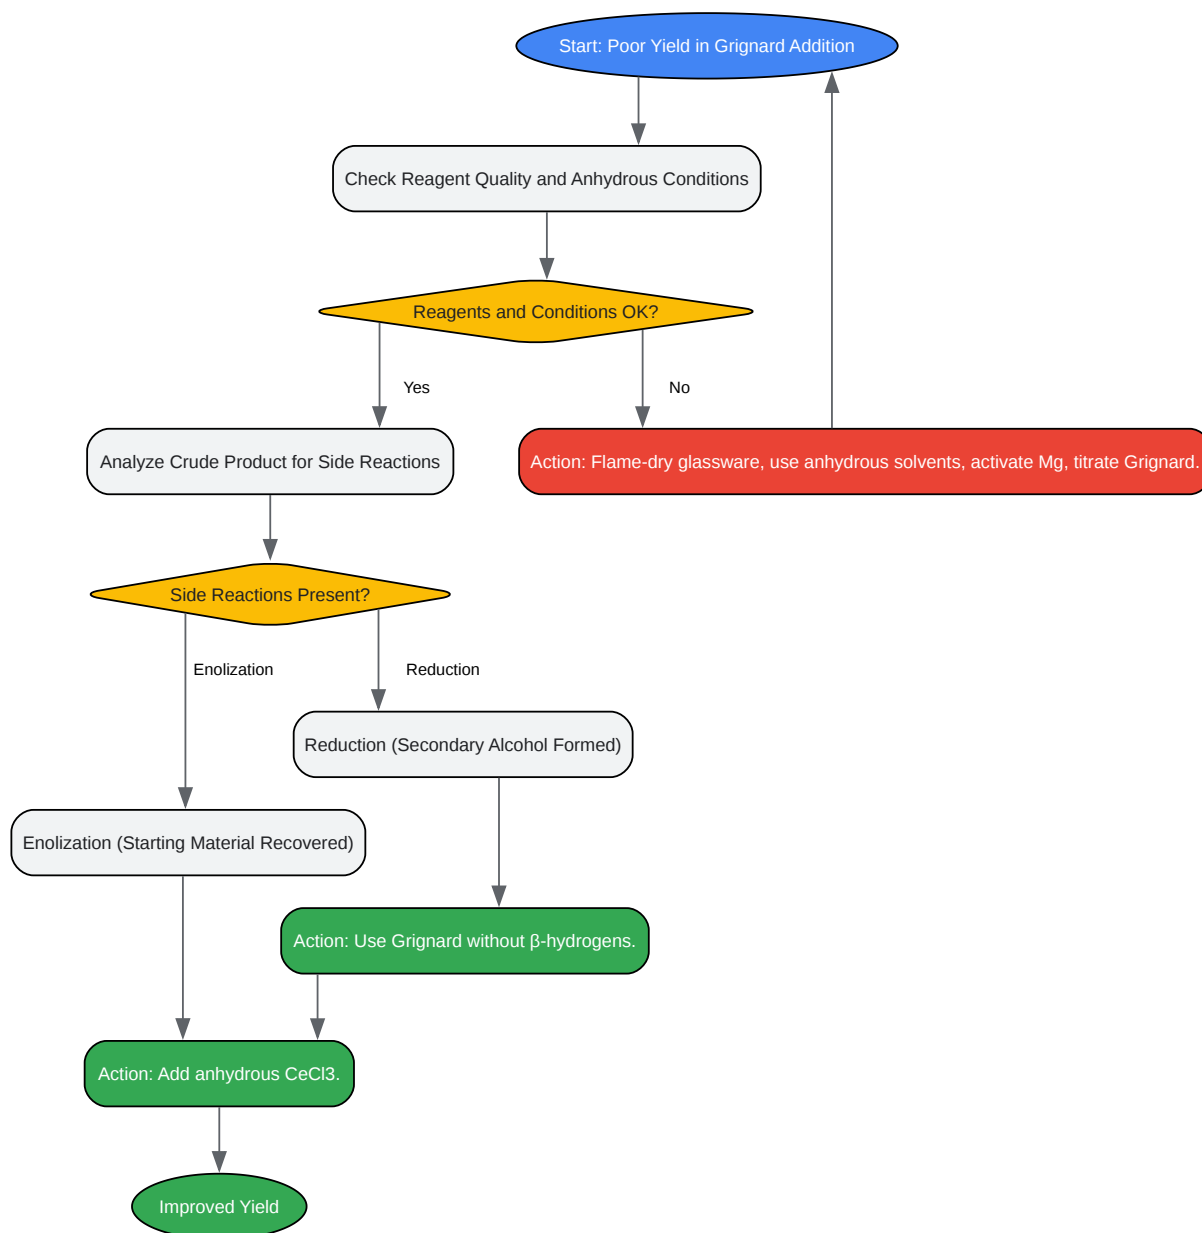 Start: Poor Yield in Grignard Addition
Check Reagent Quality and Anhydrous Conditions
Reagents and Conditions OK?
Yes
No
Analyze Crude Product for Side Reactions
Action: Flame-dry glassware, use anhydrous solvents, activate Mg, titrate Grignard.
Side Reactions Present?
Enolization
Reduction
Reduction (Secondary Alcohol Formed)
Enolization (Starting Material Recovered)
Action: Use Grignard without β-hydrogens.
Action: Add anhydrous CeCl3.
Improved Yield